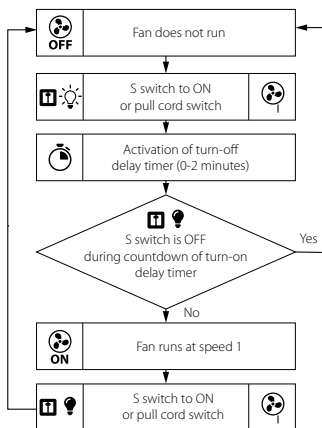 OFF
Fan does not run
S switch to ON
or pull cord switch
Activation of turn-off
delay timer (0-2 minutes)
S switch is OFF
during countdown of turn-on
delay timer
Yes
No
ON
Fan runs at speed 1
S switch to ON
or pull cord switch